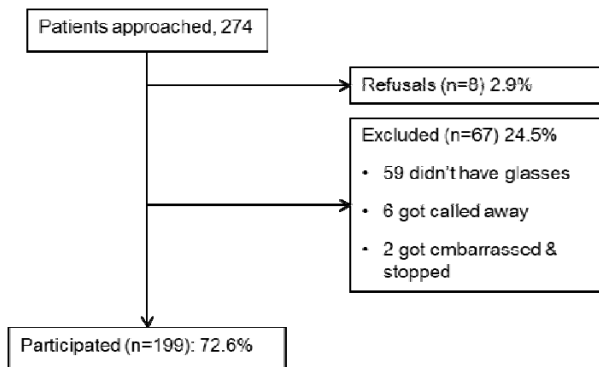 Patients approached, 274
Refusals (n=8) 2.9%
Excluded (n=67) 24.5%
• 59 didn't have glasses
• 6 got called away
• 2 got embarrassed &
stopped
Participated (n=199): 72.6%